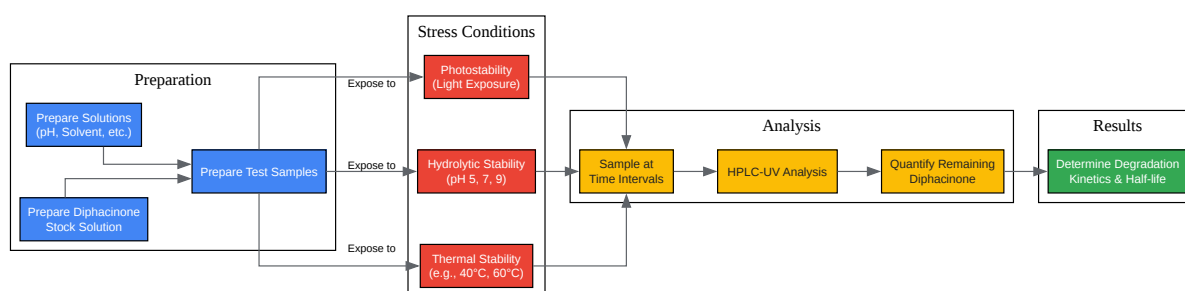 Preparation
Prepare Solutions
(pH, Solvent, etc.)
Prepare Diphacinone
Stock Solution
Prepare Test Samples
Expose to
Expose to
Expose to
Stress Conditions
Photostability
(Light Exposure)
Hydrolytic Stability
(pH 5, 7, 9)
Thermal Stability
(e.g., 40°C, 60°C)
Analysis
Sample at
Time Intervals
HPLC-UV Analysis
Quantify Remaining
Diphacinone
Results
Determine Degradation
Kinetics & Half-life